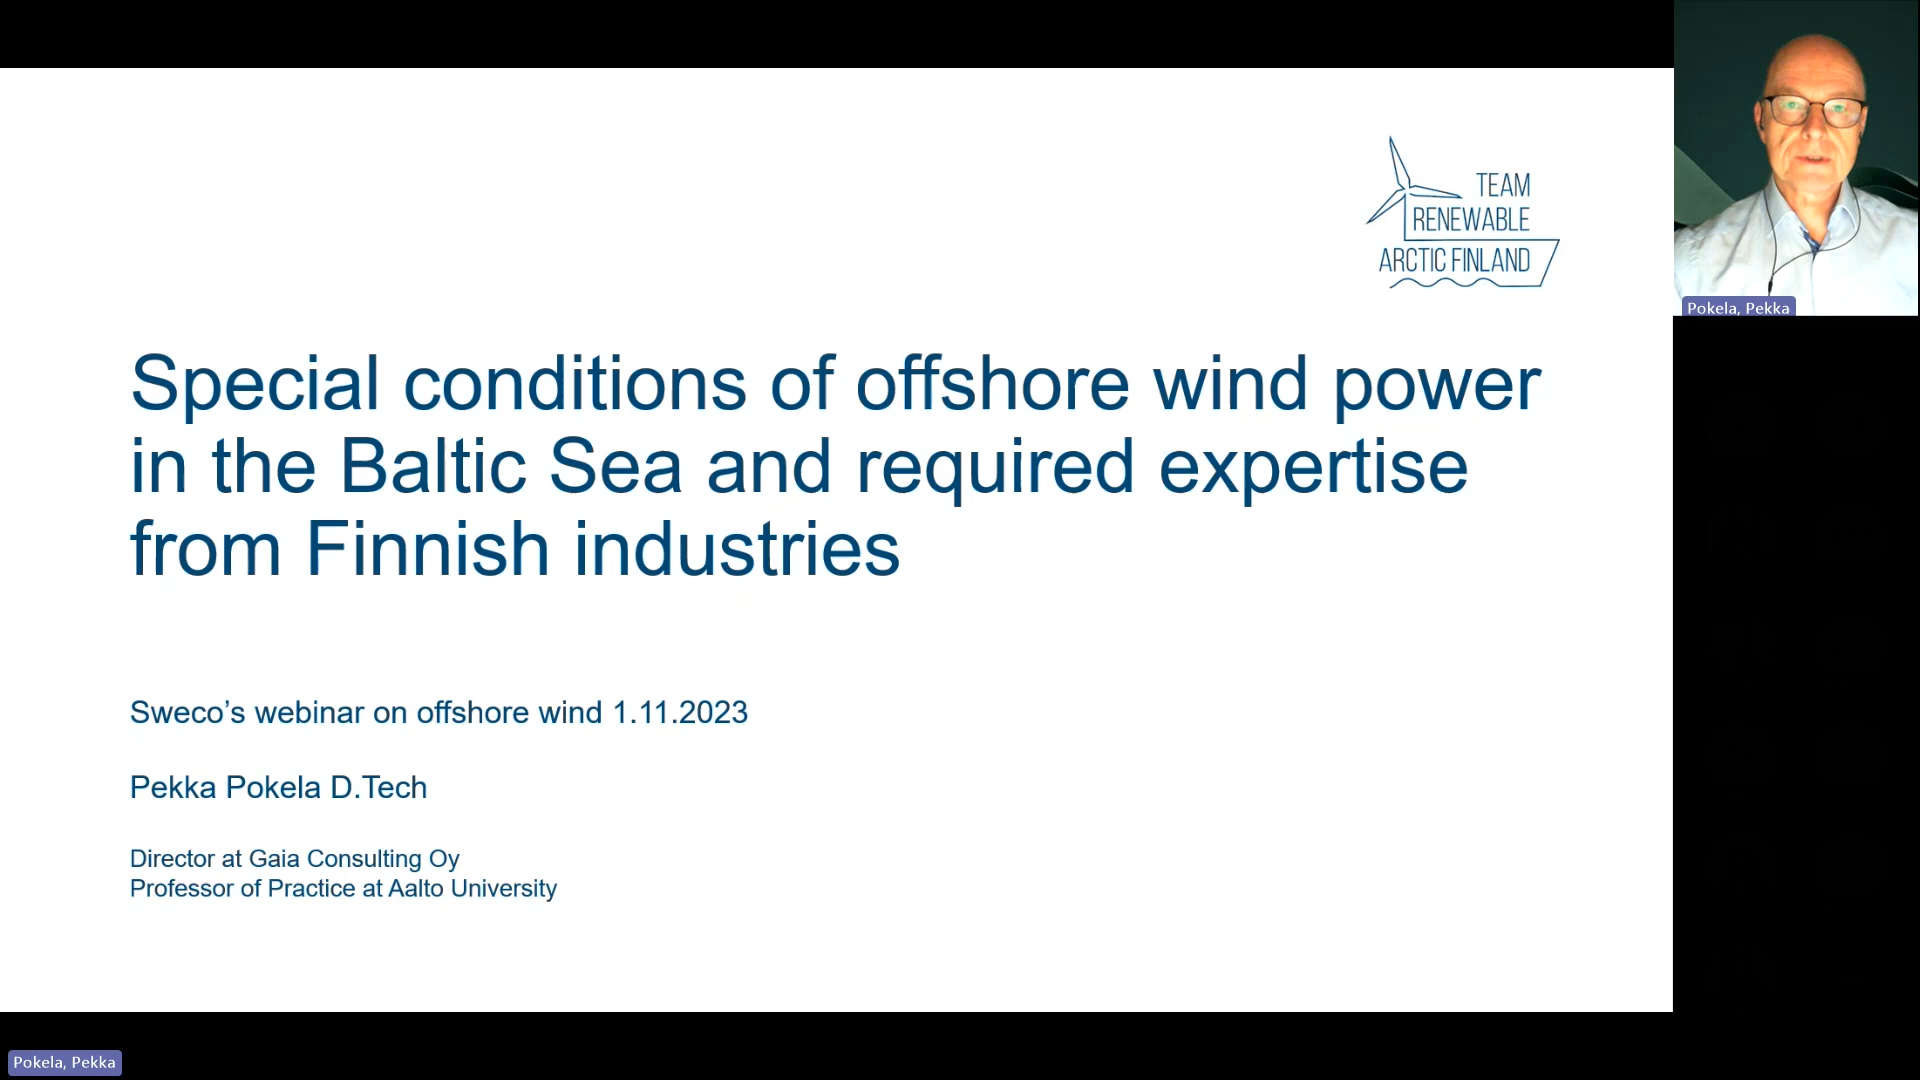 TEAM
RENEWABLE
ARCTIC FINLAND
Special conditions of offshore wind power
in the Baltic Sea and required expertise
from Finnish industries
Sweco’s webinar on offshore wind 1.11.2023
Pekka Pokela D.Tech
Director at Gaia Consulting Oy
Professor of Practice at Aalto University
Pokela, Pekka
Pokela, Pekka